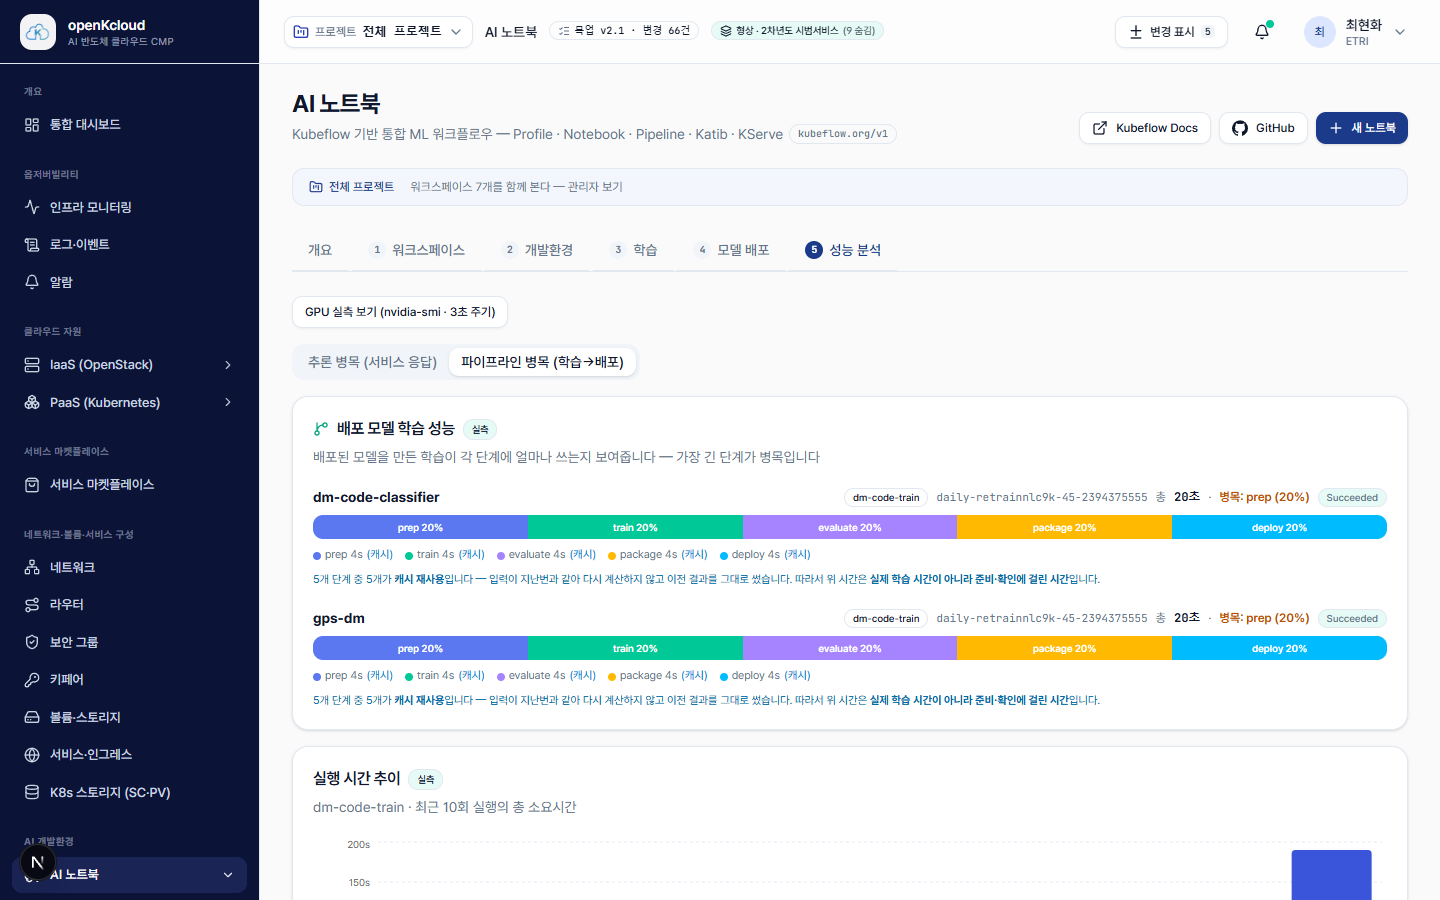 openKcloud
AI 반도체 클라우드 CMP
개요
통합 대시보드
옵저버빌리티
인프라 모니터링
로그·이벤트
알람
클라우드 자원
IaaS (OpenStack)
PaaS (Kubernetes)
서비스 마켓플레이스
서비스 마켓플레이스
네트워크·볼륨·서비스 구성
네트워크
라우터
보안 그룹
키페어
볼륨·스토리지
서비스·인그레스
K8s 스토리지 (SC·PV)
AI 개발환경
N
AI 노트북
프로젝트 전체 프로젝트
AI 노트북
목업 v2.1 · 변경 66건
형상 · 2차년도 시범서비스 (9 숨김)
변경 표시 5
최
최현화
ETRI
AI 노트북
Kubeflow 기반 통합 ML 워크플로우 — Profile · Notebook · Pipeline · Katib · KServe kubeflow.org/v1
Kubeflow Docs
GitHub
새 노트북
전체 프로젝트 워크스페이스 7개를 함께 본다 — 관리자 보기
개요
1 워크스페이스
2 개발환경
3 학습
4 모델 배포
5 성능 분석
GPU 실측 보기 (nvidia-smi · 3초 주기)
추론 병목 (서비스 응답)
파이프라인 병목 (학습→배포)
배포 모델 학습 성능 실측
배포된 모델을 만든 학습이 각 단계에 얼마나 쓰는지 보여줍니다 — 가장 긴 단계가 병목입니다
dm-code-classifier
dm-code-train daily-retrainnlc9k-45-2394375555 총 20초 · 병목: prep (20%) Succeeded
prep 20% train 20% evaluate 20% package 20% deploy 20%
prep 4s (캐시) train 4s (캐시) evaluate 4s (캐시) package 4s (캐시) deploy 4s (캐시)
5개 단계 중 5개가 캐시 재사용입니다 — 입력이 지난번과 같아 다시 계산하지 않고 이전 결과를 그대로 썼습니다. 따라서 위 시간은 실제 학습 시간이 아니라 준비·확인에 걸린 시간입니다.
gps-dm
dm-code-train daily-retrainnlc9k-45-2394375555 총 20초 · 병목: prep (20%) Succeeded
prep 20% train 20% evaluate 20% package 20% deploy 20%
prep 4s (캐시) train 4s (캐시) evaluate 4s (캐시) package 4s (캐시) deploy 4s (캐시)
5개 단계 중 5개가 캐시 재사용입니다 — 입력이 지난번과 같아 다시 계산하지 않고 이전 결과를 그대로 썼습니다. 따라서 위 시간은 실제 학습 시간이 아니라 준비·확인에 걸린 시간입니다.
실행 시간 추이 실측
dm-code-train · 최근 10회 실행의 총 소요시간
200s
150s